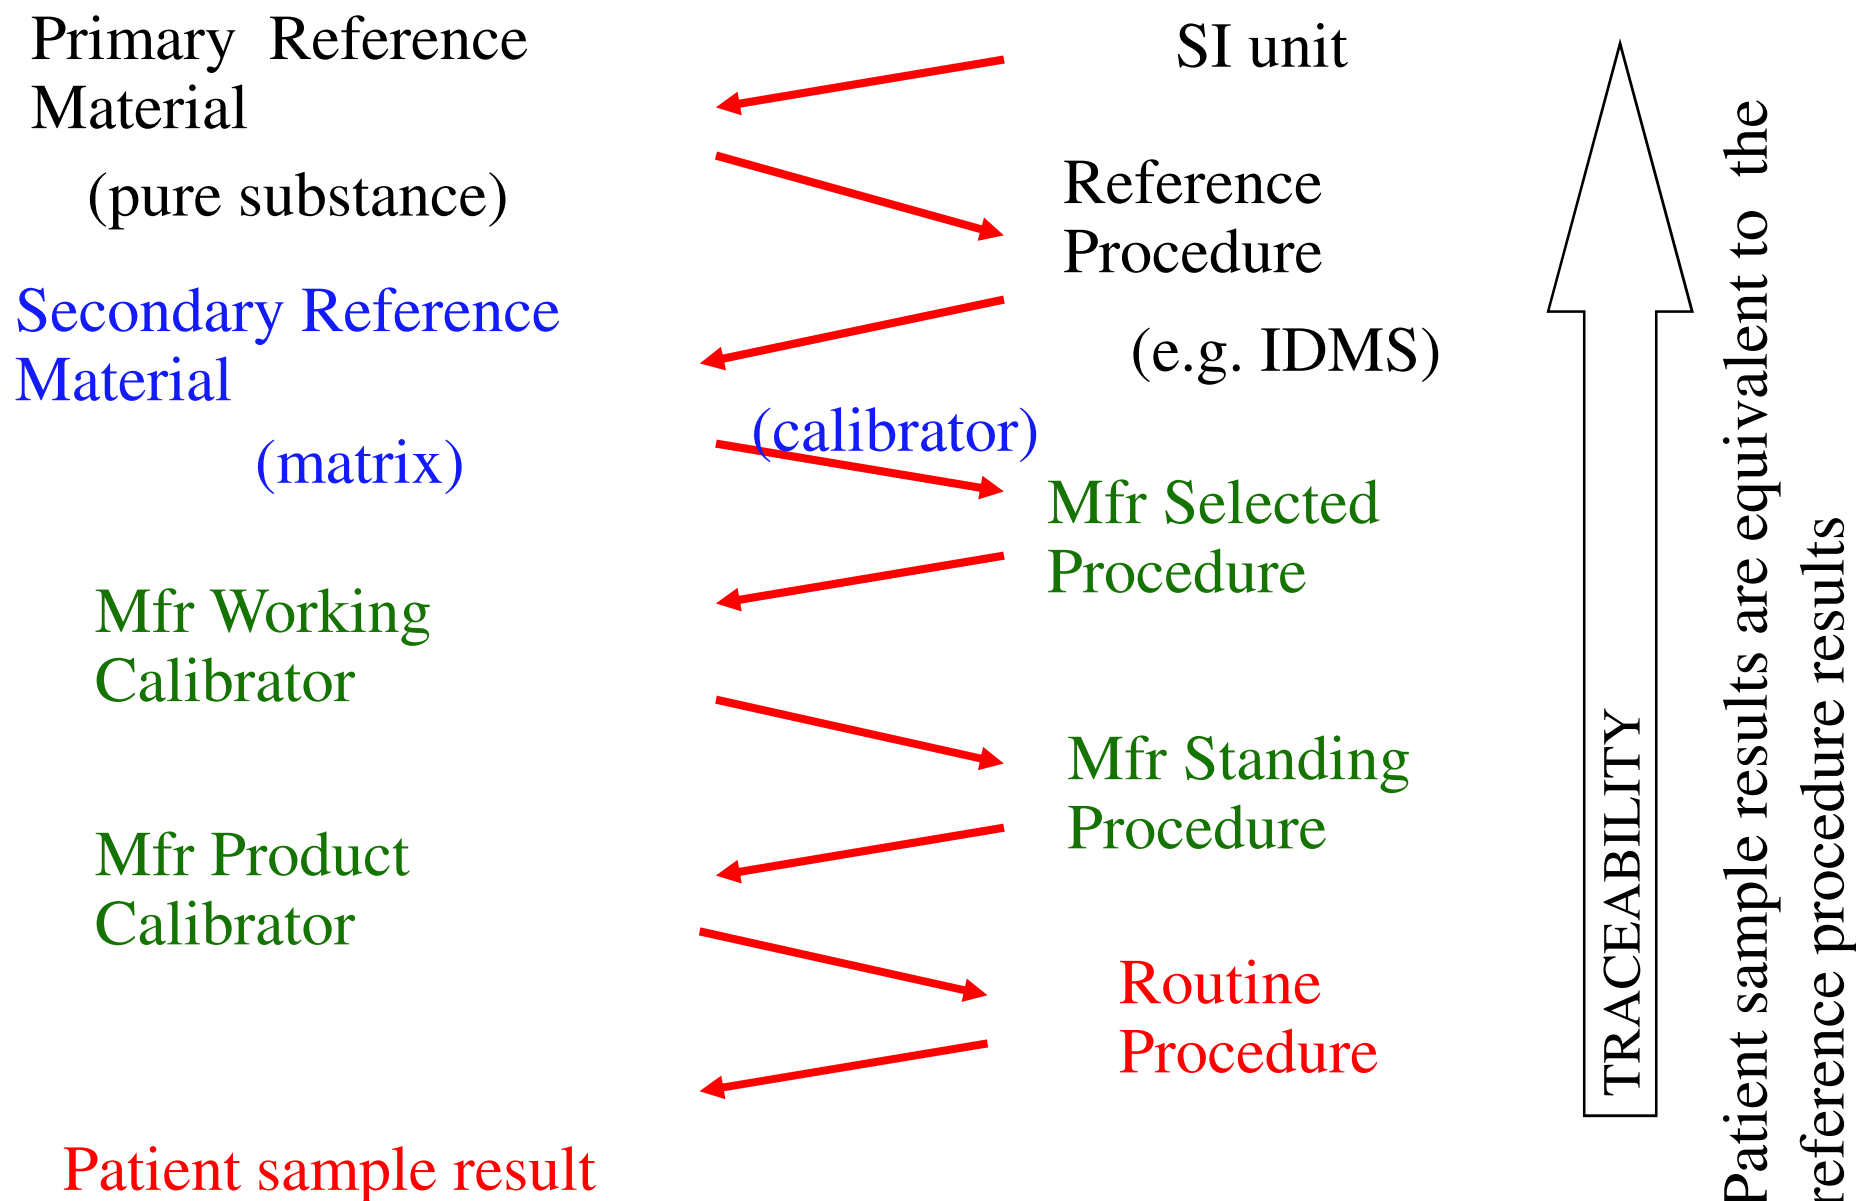 Primary Reference
Material
(pure substance)
SI unit
Reference
Procedure
(e.g. IDMS)
Secondary Reference
Material
(matrix)
(calibrator)
Mfr Selected
Procedure
Mfr Working
Calibrator
Mfr Standing
Procedure
Mfr Product
Calibrator
Routine
Procedure
Patient sample result
TRACEABILITY
Patient sample results are equivalent to the
reference procedure results